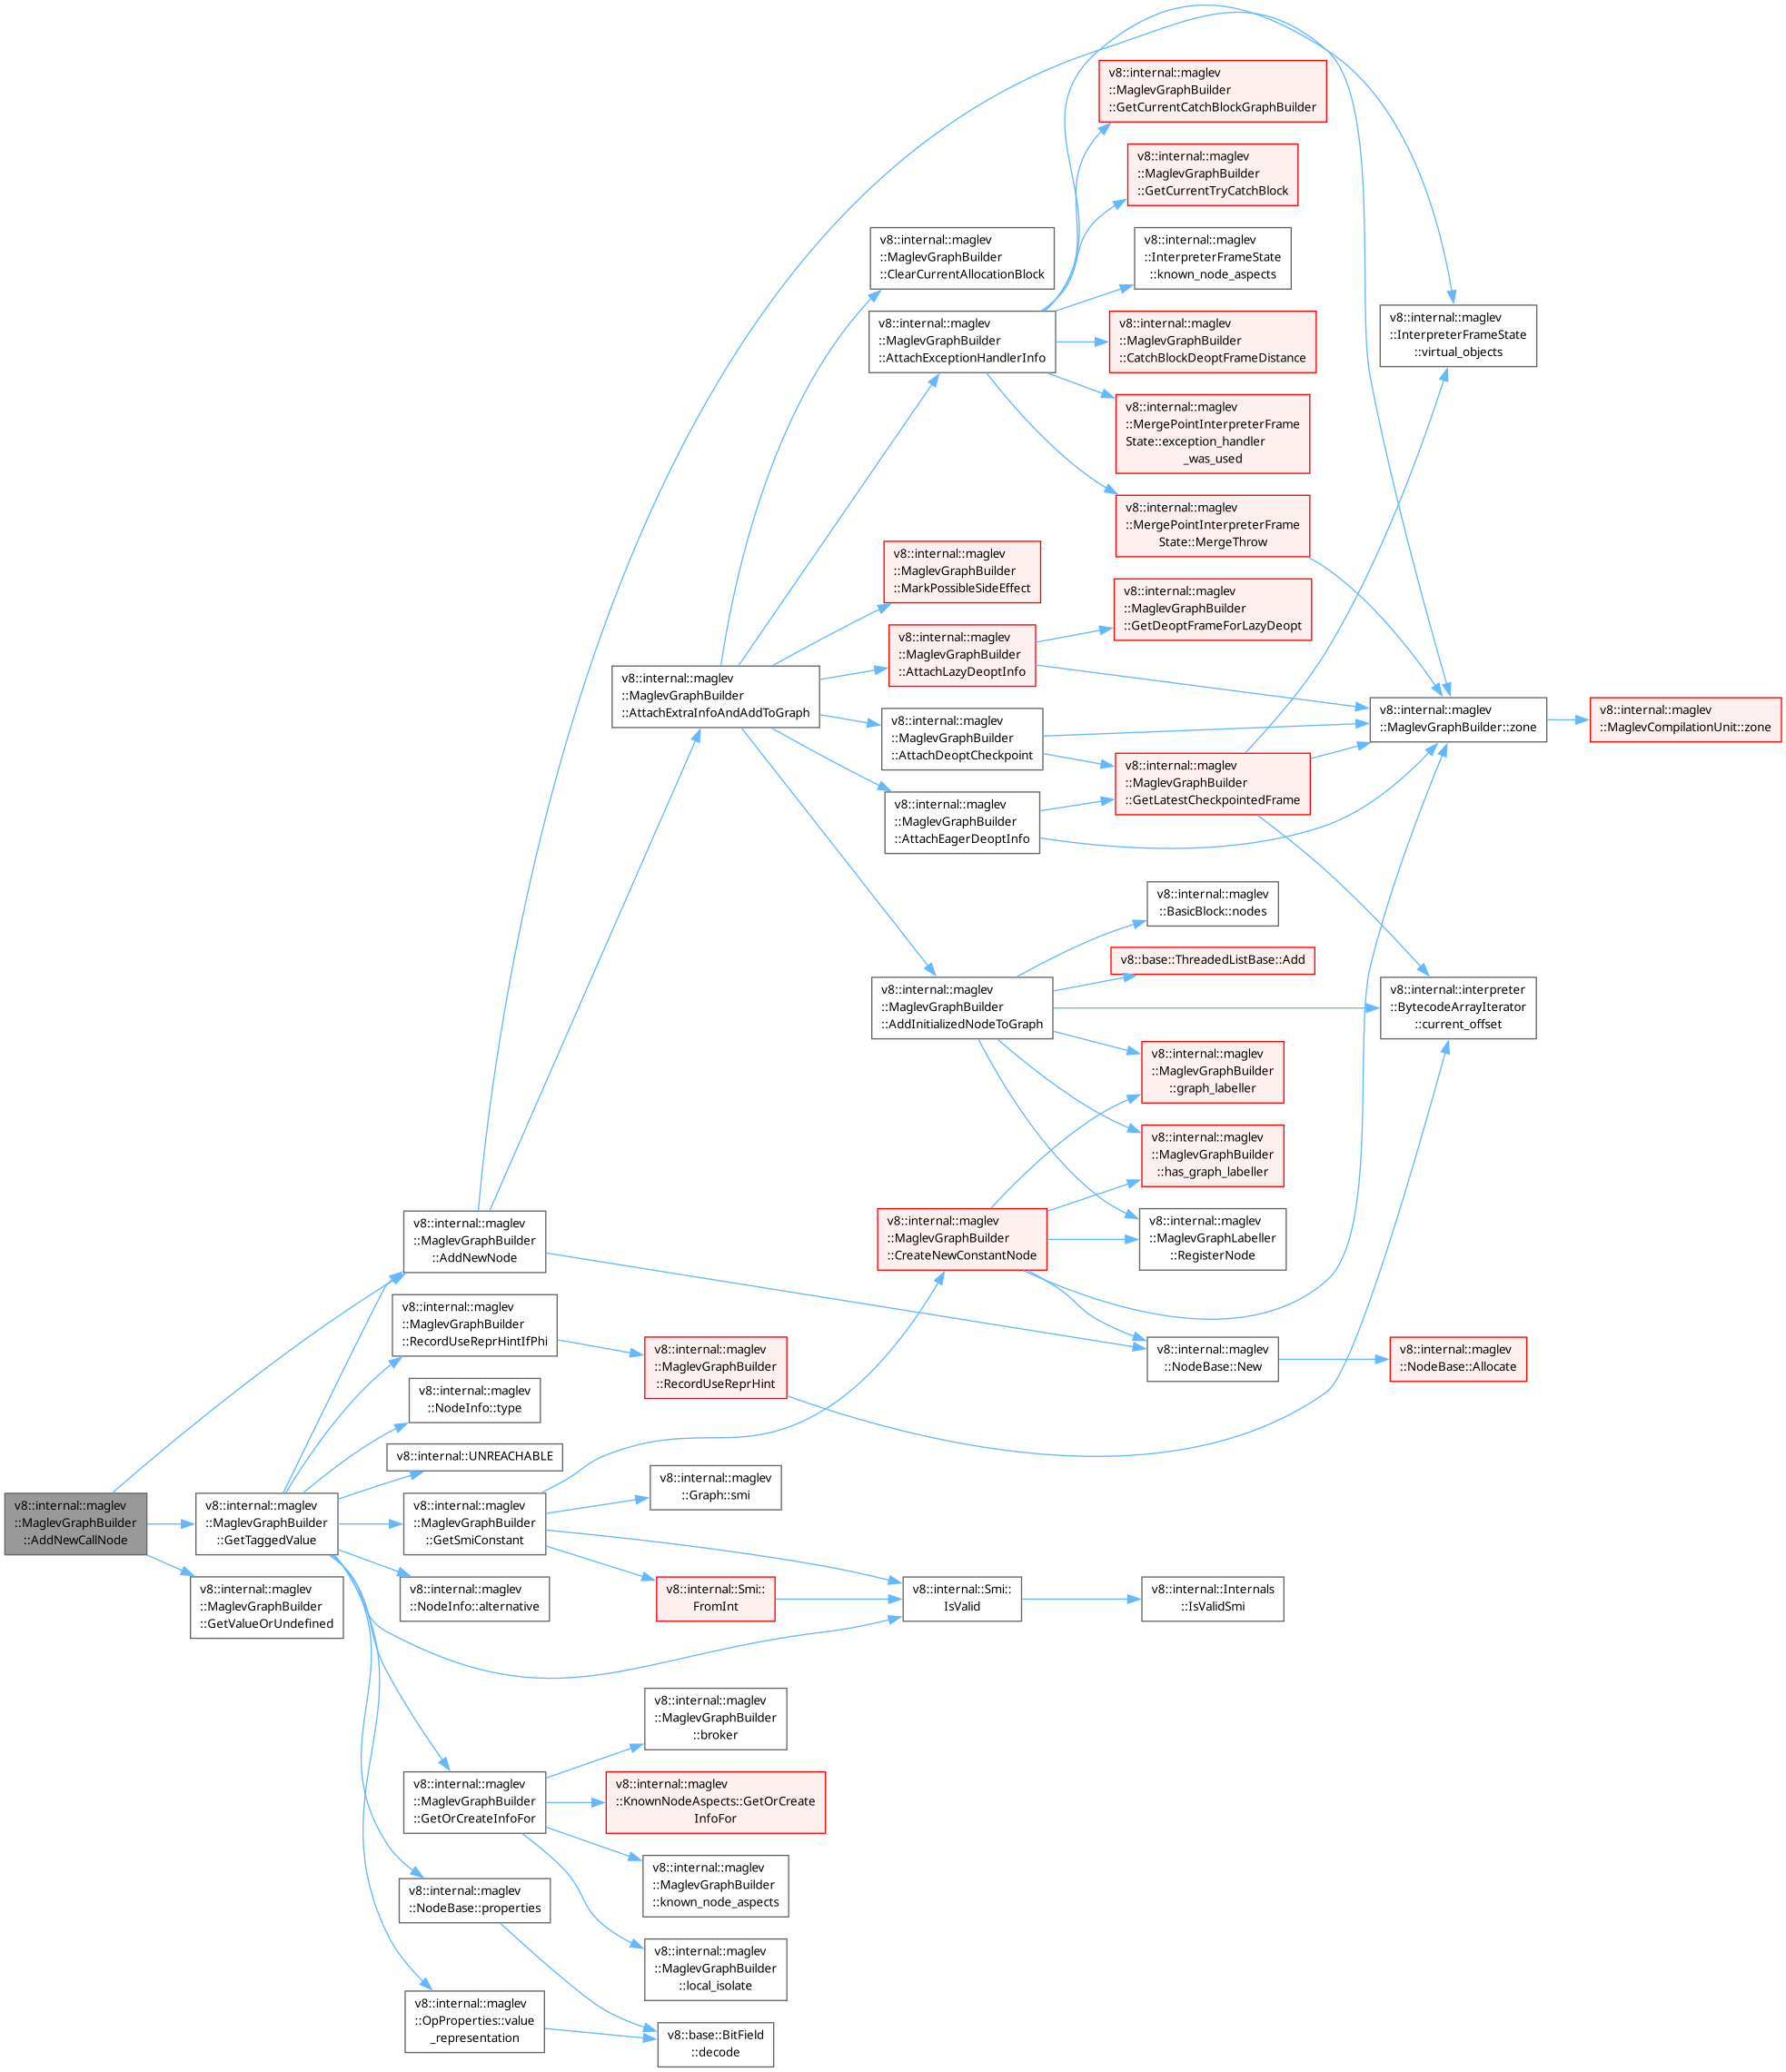 v8::internal::maglev
::MaglevGraphBuilder
::GetCurrentCatchBlockGraphBuilder
v8::internal::maglev
::MaglevGraphBuilder
::GetCurrentTryCatchBlock
v8::internal::maglev
::MaglevGraphBuilder
::ClearCurrentAllocationBlock
v8::internal::maglev
::InterpreterFrameState
::known_node_aspects
v8::internal::maglev
::MaglevGraphBuilder
::AttachExceptionHandlerInfo
v8::internal::maglev
::MaglevGraphBuilder
::CatchBlockDeoptFrameDistance
v8::internal::maglev
::InterpreterFrameState
::virtual_objects
v8::internal::maglev
::MergePointInterpreterFrame
State::exception_handler
_was_used
v8::internal::maglev
::MergePointInterpreterFrame
State::MergeThrow
v8::internal::maglev
::MaglevGraphBuilder
::MarkPossibleSideEffect
v8::internal::maglev
::MaglevGraphBuilder
::GetDeoptFrameForLazyDeopt
v8::internal::maglev
::MaglevGraphBuilder
::AttachLazyDeoptInfo
v8::internal::maglev
::MaglevGraphBuilder
::AttachExtraInfoAndAddToGraph
v8::internal::maglev
::MaglevGraphBuilder
::AttachDeoptCheckpoint
v8::internal::maglev
::MaglevGraphBuilder::zone
v8::internal::maglev
::MaglevCompilationUnit::zone
v8::internal::maglev
::MaglevGraphBuilder
::GetLatestCheckpointedFrame
v8::internal::maglev
::MaglevGraphBuilder
::AttachEagerDeoptInfo
v8::internal::maglev
::BasicBlock::nodes
v8::base::ThreadedListBase::Add
v8::internal::maglev
::MaglevGraphBuilder
::AddInitializedNodeToGraph
v8::internal::interpreter
::BytecodeArrayIterator
::current_offset
v8::internal::maglev
::MaglevGraphBuilder
::graph_labeller
v8::internal::maglev
::MaglevGraphBuilder
::has_graph_labeller
v8::internal::maglev
::MaglevGraphBuilder
::AddNewNode
v8::internal::maglev
::MaglevGraphBuilder
::CreateNewConstantNode
v8::internal::maglev
::MaglevGraphLabeller
::RegisterNode
v8::internal::maglev
::MaglevGraphBuilder
::RecordUseReprHintIfPhi
v8::internal::maglev
::MaglevGraphBuilder
::RecordUseReprHint
v8::internal::maglev
::NodeBase::New
v8::internal::maglev
::NodeBase::Allocate
v8::internal::maglev
::NodeInfo::type
v8::internal::UNREACHABLE
v8::internal::maglev
::Graph::smi
v8::internal::maglev
::MaglevGraphBuilder
::AddNewCallNode
v8::internal::maglev
::MaglevGraphBuilder
::GetTaggedValue
v8::internal::maglev
::MaglevGraphBuilder
::GetSmiConstant
v8::internal::maglev
::MaglevGraphBuilder
::GetValueOrUndefined
v8::internal::maglev
::NodeInfo::alternative
v8::internal::Smi::
FromInt
v8::internal::Smi::
IsValid
v8::internal::Internals
::IsValidSmi
v8::internal::maglev
::MaglevGraphBuilder
::broker
v8::internal::maglev
::MaglevGraphBuilder
::GetOrCreateInfoFor
v8::internal::maglev
::KnownNodeAspects::GetOrCreate
InfoFor
v8::internal::maglev
::MaglevGraphBuilder
::known_node_aspects
v8::internal::maglev
::NodeBase::properties
v8::internal::maglev
::MaglevGraphBuilder
::local_isolate
v8::internal::maglev
::OpProperties::value
_representation
v8::base::BitField
::decode